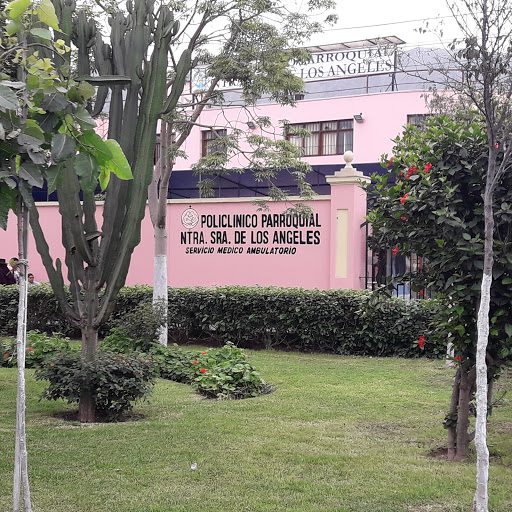 PARROQUIAL
LOS ANGELES
POLICLINICO PARROQUIAL
NTRA. SRA. DE LOS ANGELES
SERVICIO MEDICO AMBULATORIO